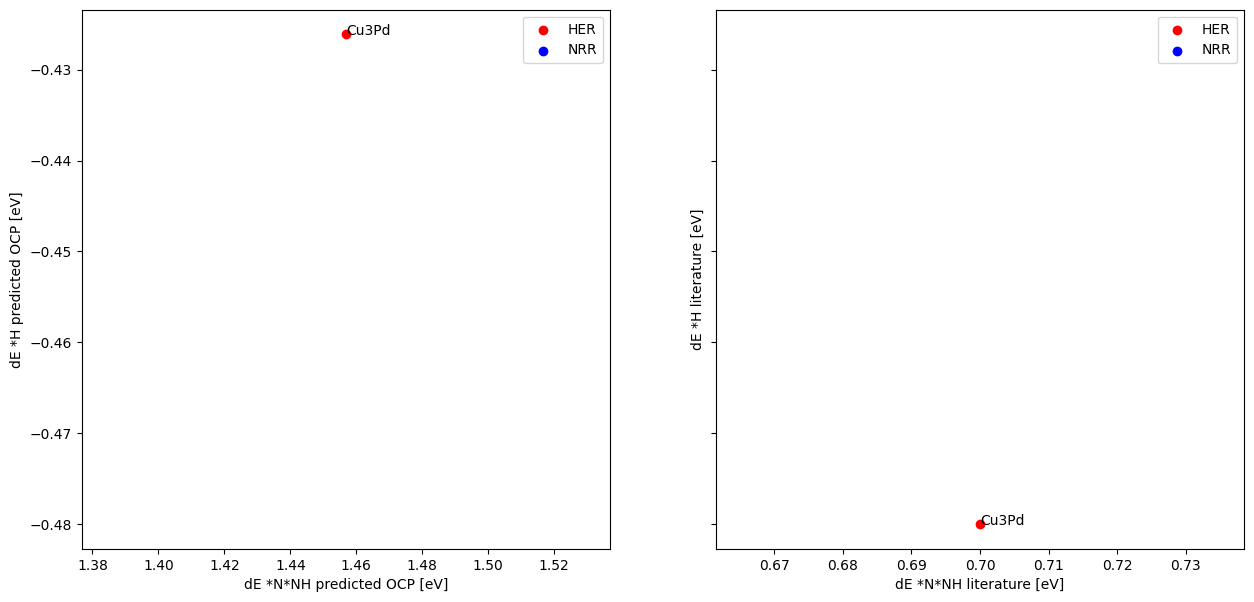 Cu3Pd
HER
NRR
−0.43
−0.44
−0.45
−0.46
−0.47
−0.48
dE *H predicted OCP [eV]
1.38 1.40 1.42 1.44 1.46 1.48 1.50 1.52
dE *N*NH predicted OCP [eV]
HER
NRR
dE *H literature [eV]
Cu3Pd
0.67 0.68 0.69 0.70 0.71 0.72 0.73
dE *N*NH literature [eV]